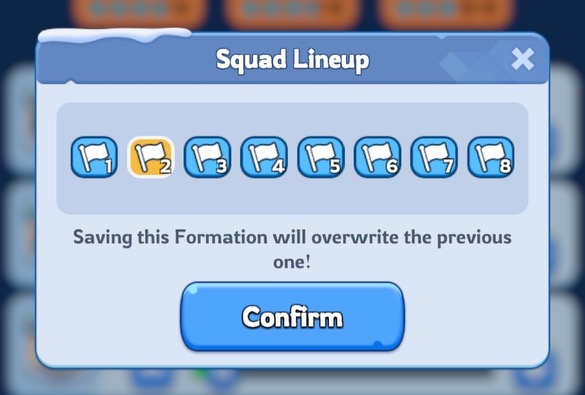 Squad Lineup
1 2 3 4 5 6 7 8
Saving this Formation will overwrite the previous
one!
Confirm